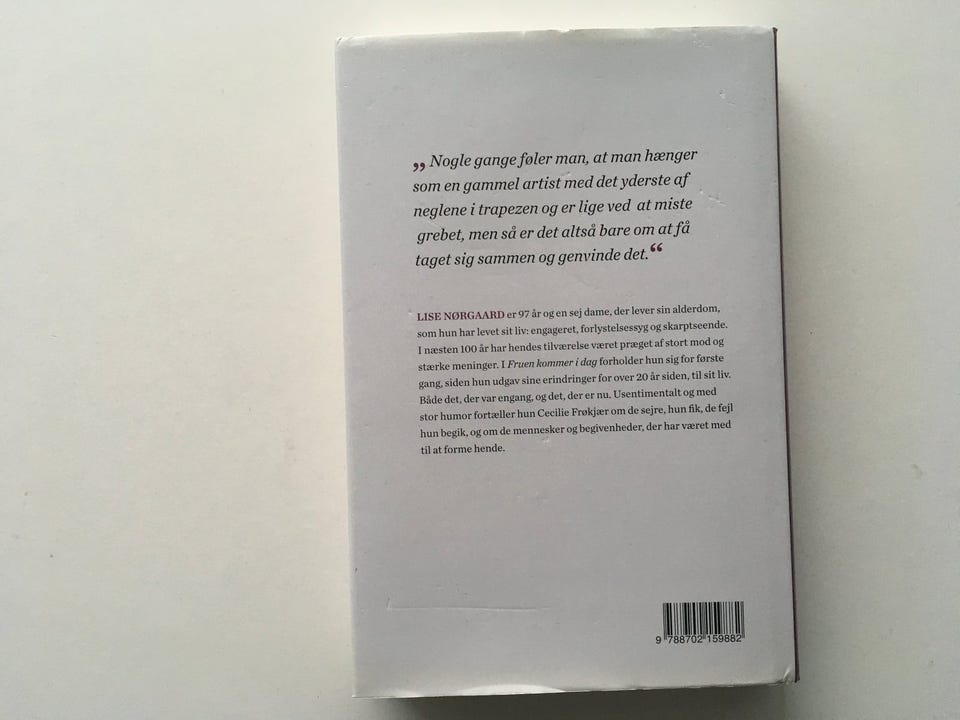 „ Nogle gange føler man, at man hænger
som en gammel artist med det yderste af
neglene i trapezen og er lige ved at miste
grebet, men så er det altså bare om at få
taget sig sammen og genvinde det.“
LISE NØRGAARD er 97 år og en sej dame, der lever sin alderdom,
som hun har levet sit liv: engageret, forlystelsessyg og skarptseende.
I næsten 100 år har hendes tilværelse været præget af stort mod og
stærke meninger. I Fruen kommer i dag forholder hun sig for første
gang, siden hun udgav sine erindringer for over 20 år siden, til sit liv.
Både det, der var engang, og det, der er nu. Usentimentalt og med
stor humor fortæller hun Cecilie Frøkjær om de sejre, hun fik, de fejl
hun begik, og om de mennesker og begivenheder, der har været med
til at forme hende.
9 788702 159882